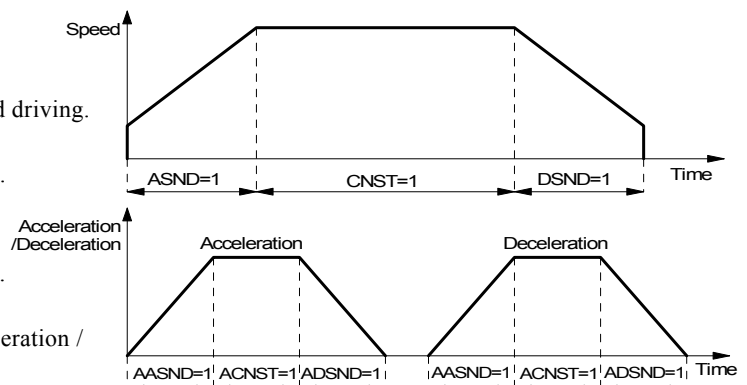 Speed
d driving.
.
ASND=1 CNST=1 DSND=1 Time
Acceleration
/Deceleration
Acceleration Deceleration
.
eration /
AASND=1 ACNST=1 ADSND=1 AASND=1 ACNST=1 ADSND=1 Time